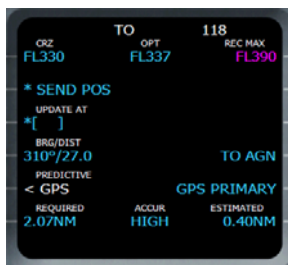 TO 118
CRZ OPT REC MAX
FL330 FL337 FL390
* SEND POS
UPDATE AT
*[ ]
BRG/DIST
310°/27.0 TO AGN
PREDICTIVE
< GPS GPS PRIMARY
REQUIRED ACCUR ESTIMATED
2.07NM HIGH 0.40NM